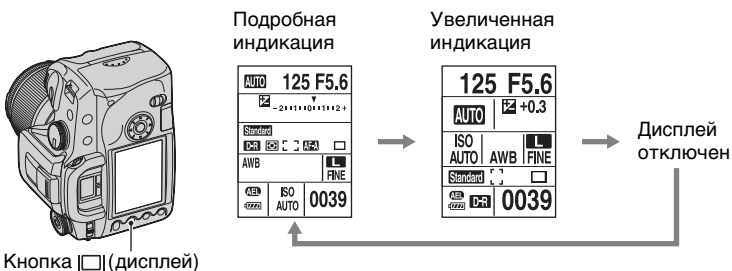 Подробная
индикация
AUTO 125 F5.6
-2••1••0••1••2+
Standard
D-R AF-A
AWB L
FINE
AEL ISO
AUTO 0039
Увеличенная
индикация
125 F5.6
AUTO +0.3
ISO
AUTO AWB L
FINE
Standard
AEL D-R 0039
Дисплей
отключен
Кнопка (дисплей)